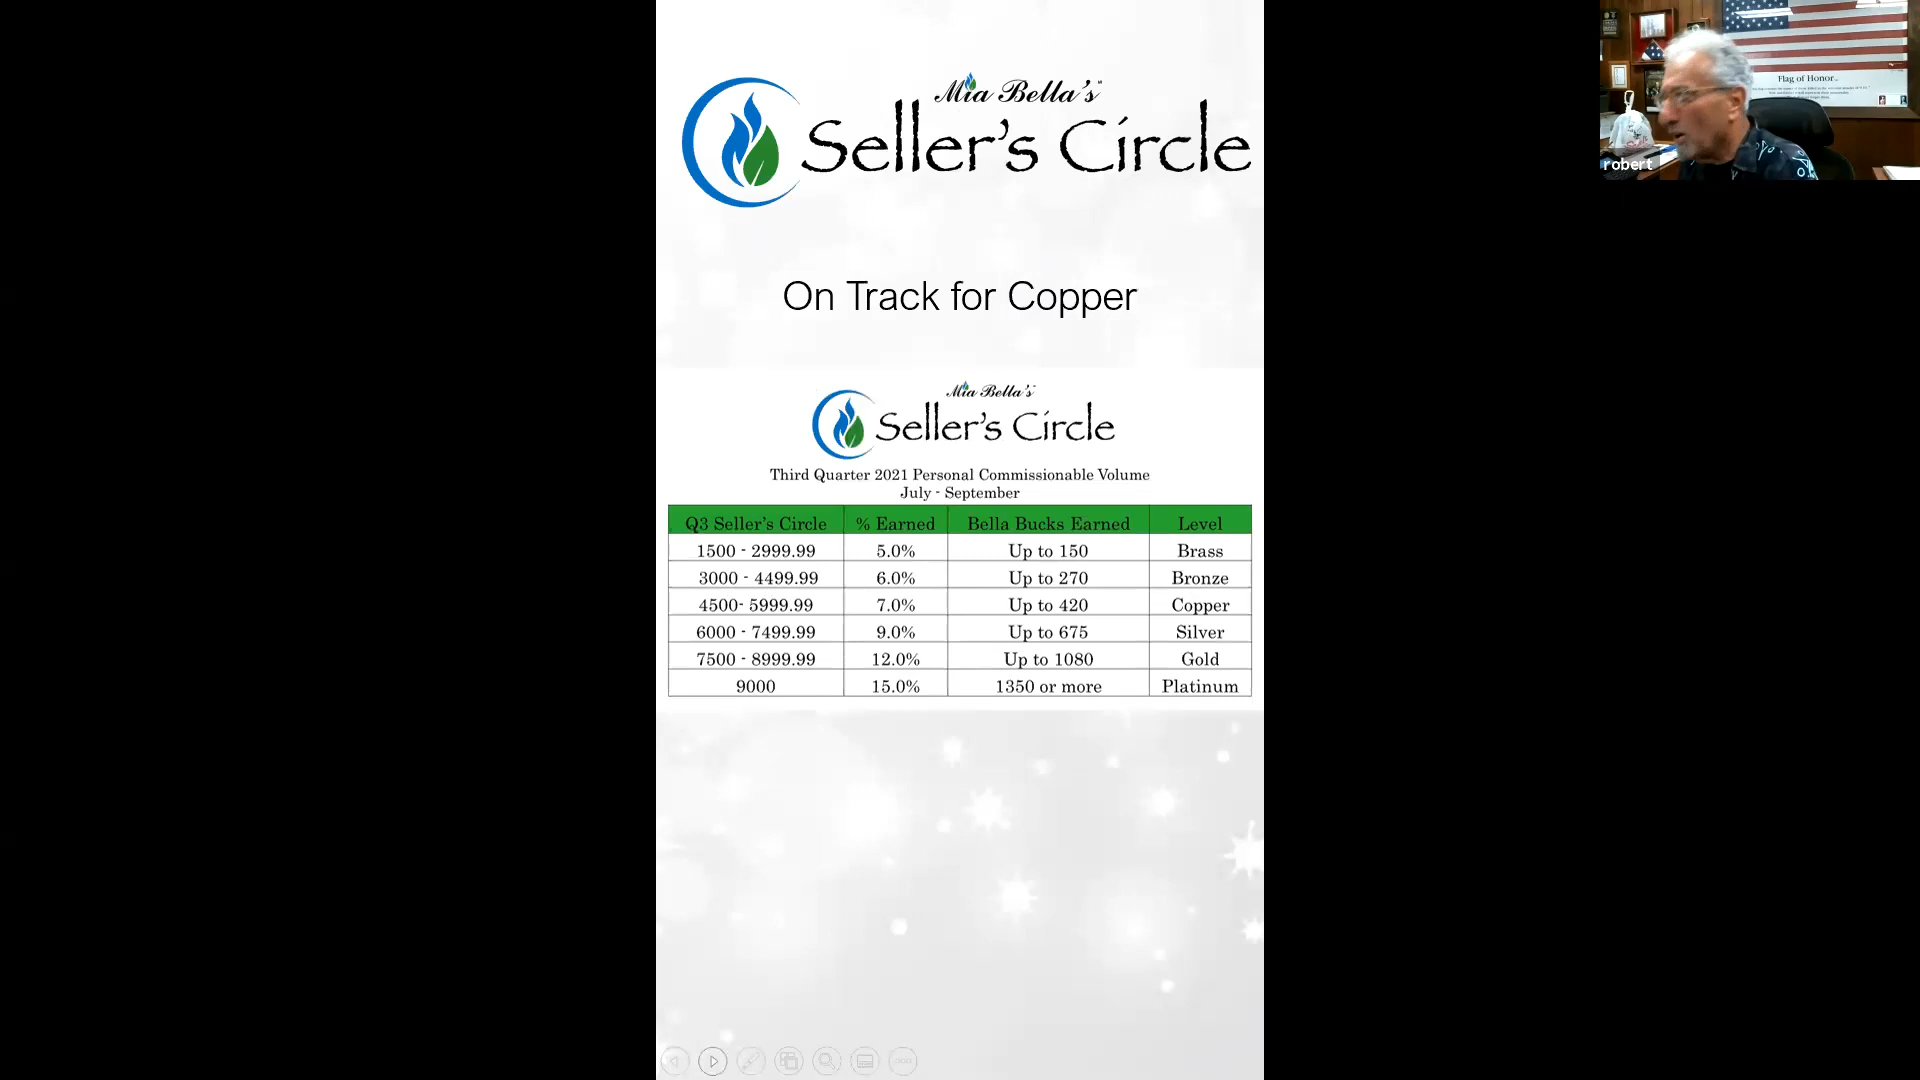 Mia Bella's
Seller's Circle
On Track for Copper
Mia Bella's
Seller's Circle
Third Quarter 2021 Personal Commissionable Volume
July - September
Q3 Seller's Circle % Earned Bella Bucks Earned Level
1500 - 2999.99 5.0% Up to 150 Brass
3000 - 4499.99 6.0% Up to 270 Bronze
4500- 5999.99 7.0% Up to 420 Copper
6000 - 7499.99 9.0% Up to 675 Silver
7500 - 8999.99 12.0% Up to 1080 Gold
9000 15.0% 1350 or more Platinum
Flag of Honor
robert